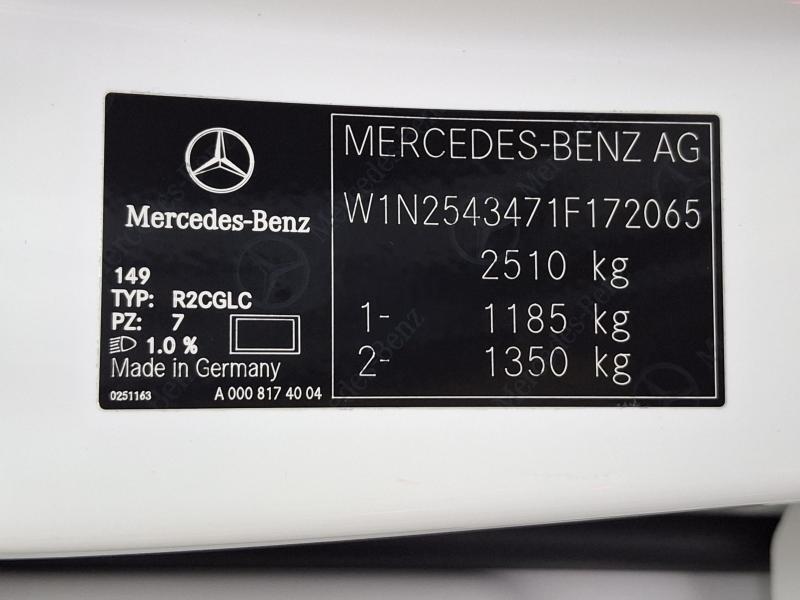 Mercedes-Benz
149
TYP: R2CGLC
PZ: 7
1.0 %
Made in Germany
0251163 A 000 817 40 04
MERCEDES-BENZ AG
W1N2543471F172065
2510 kg
1- 1185 kg
2- 1350 kg